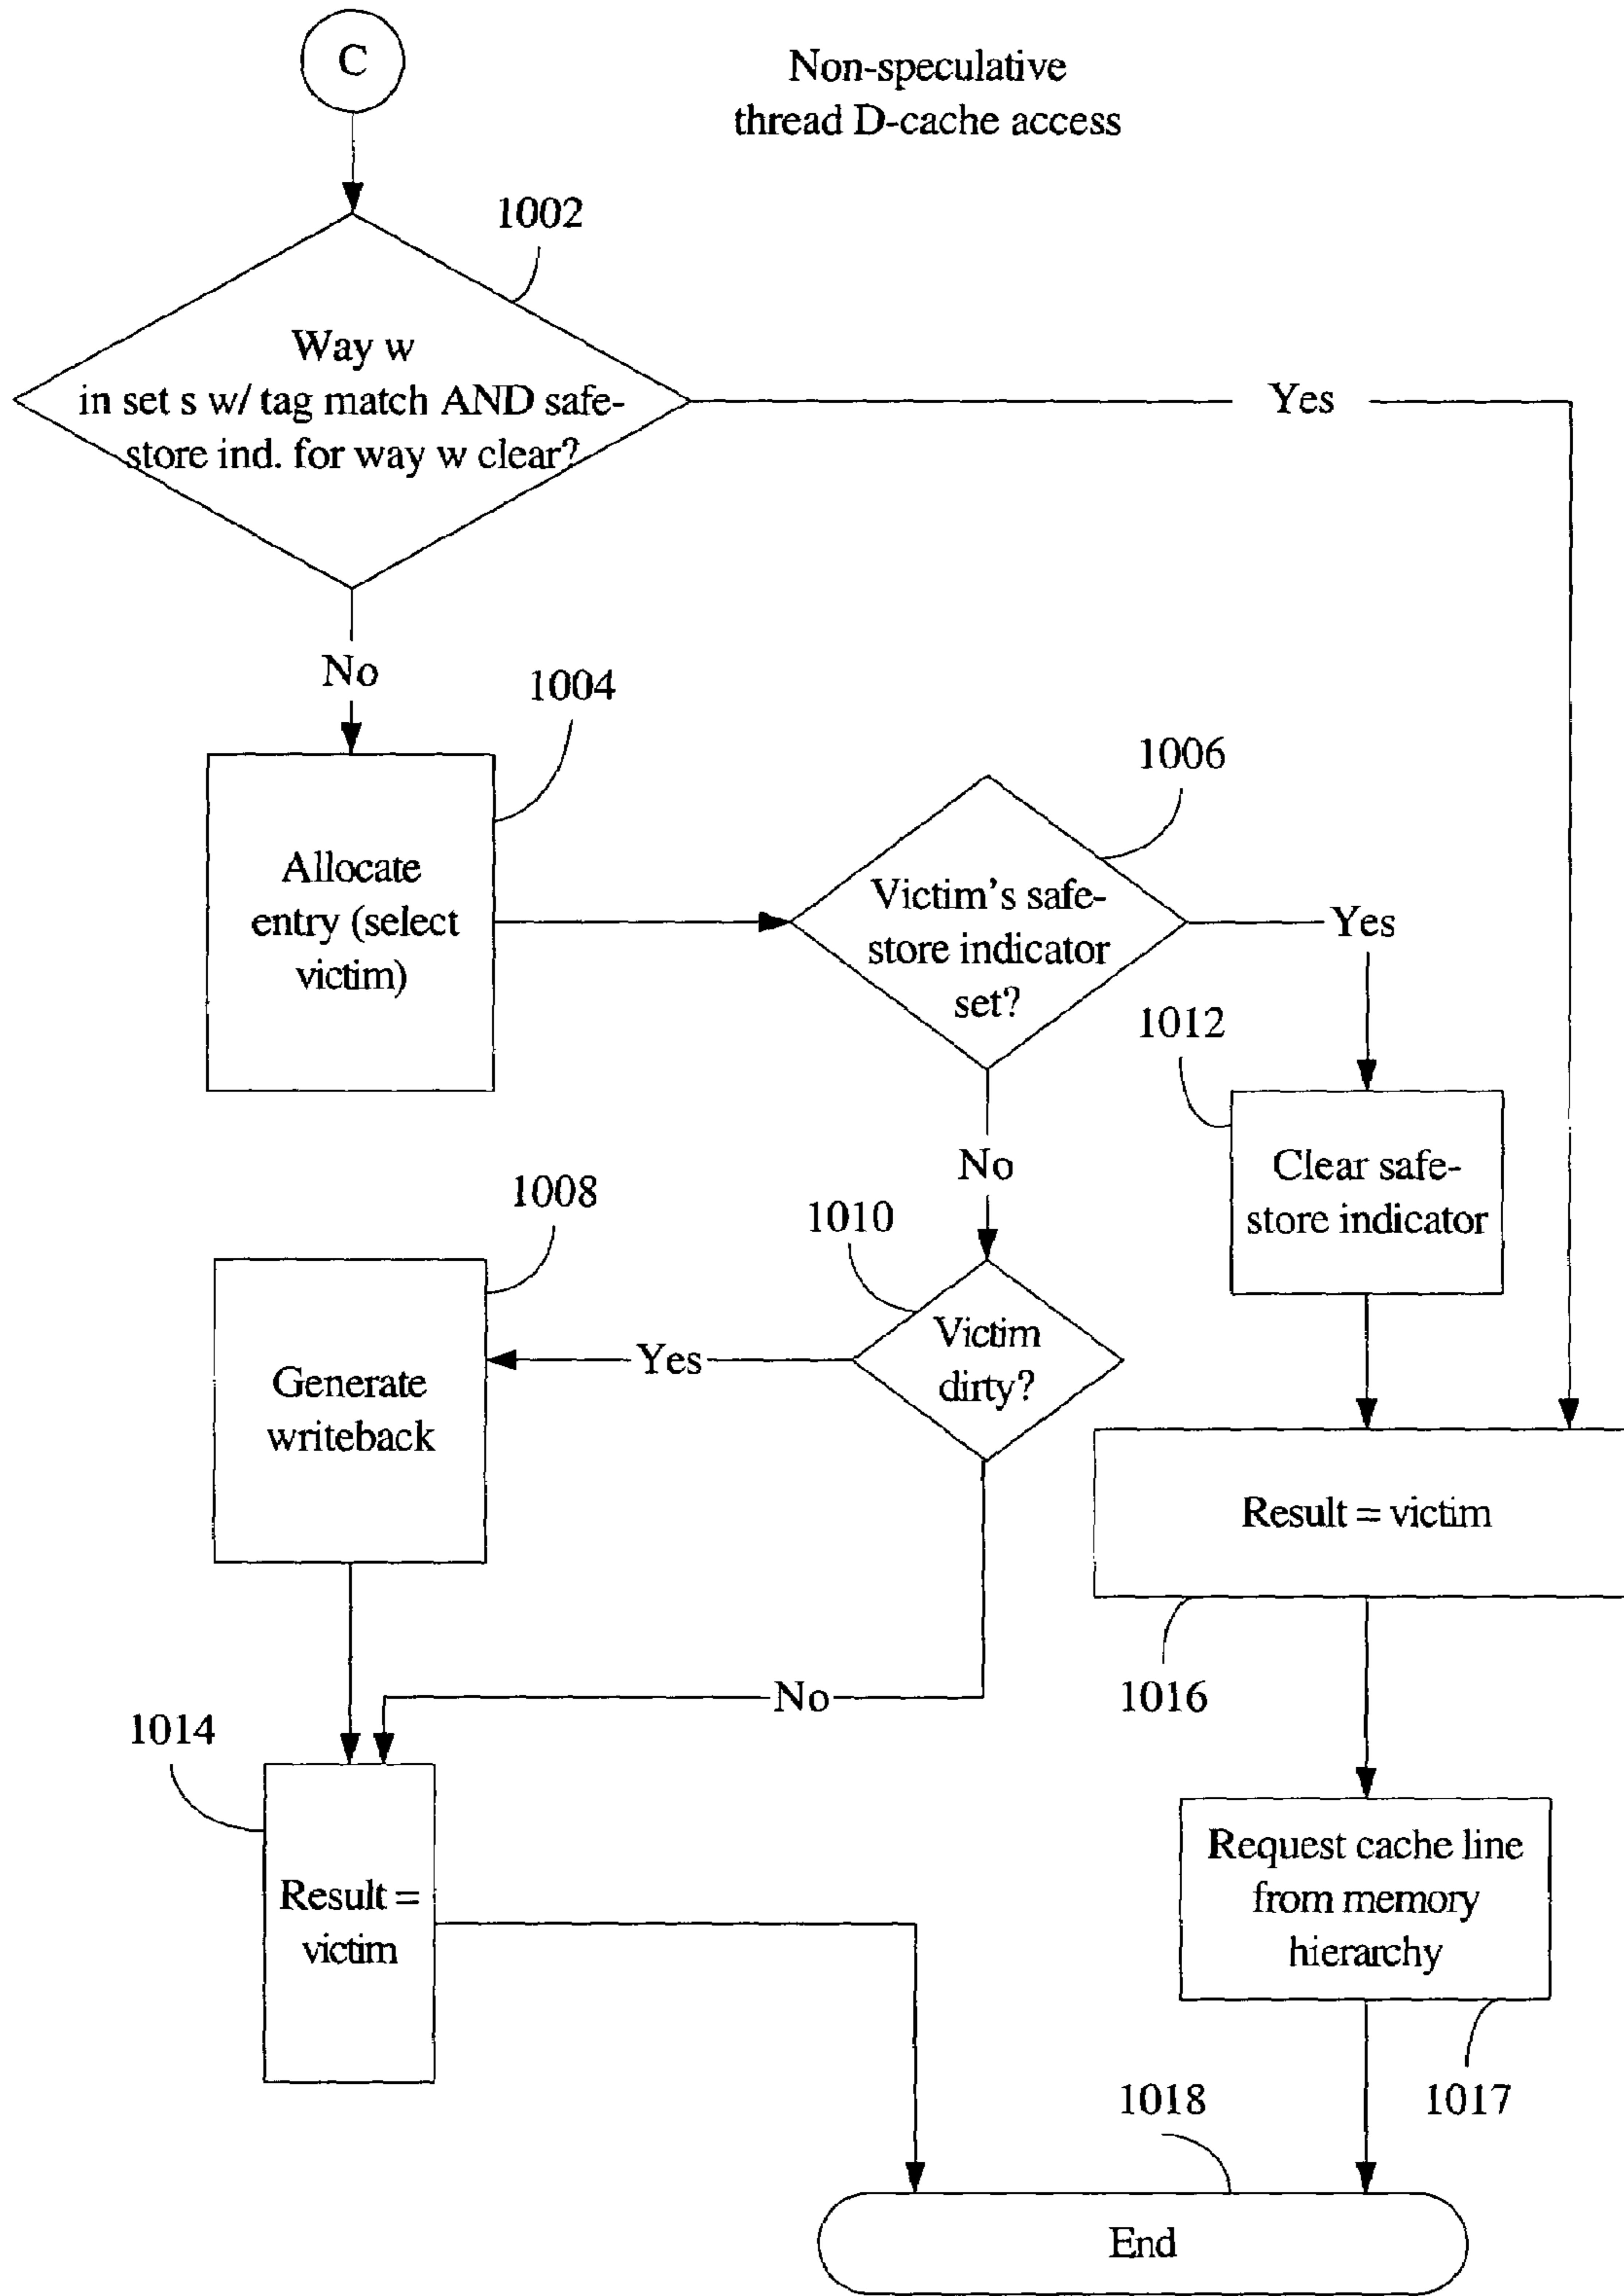 C
Non-speculative
thread D-cache access
1002
Way w
in set s w/ tag match AND safe-
store ind. for way w clear?
Yes
No
1004
Allocate
entry (select
victim)
1006
Victim's safe-
store indicator
set?
Yes
1012
Clear safe-
store indicator
No
1008
1010
Generate
writeback
Yes
Victim
dirty?
Result = victim
1016
No
1014
Result =
victim
Request cache line
from memory
hierarchy
1017
1018
End